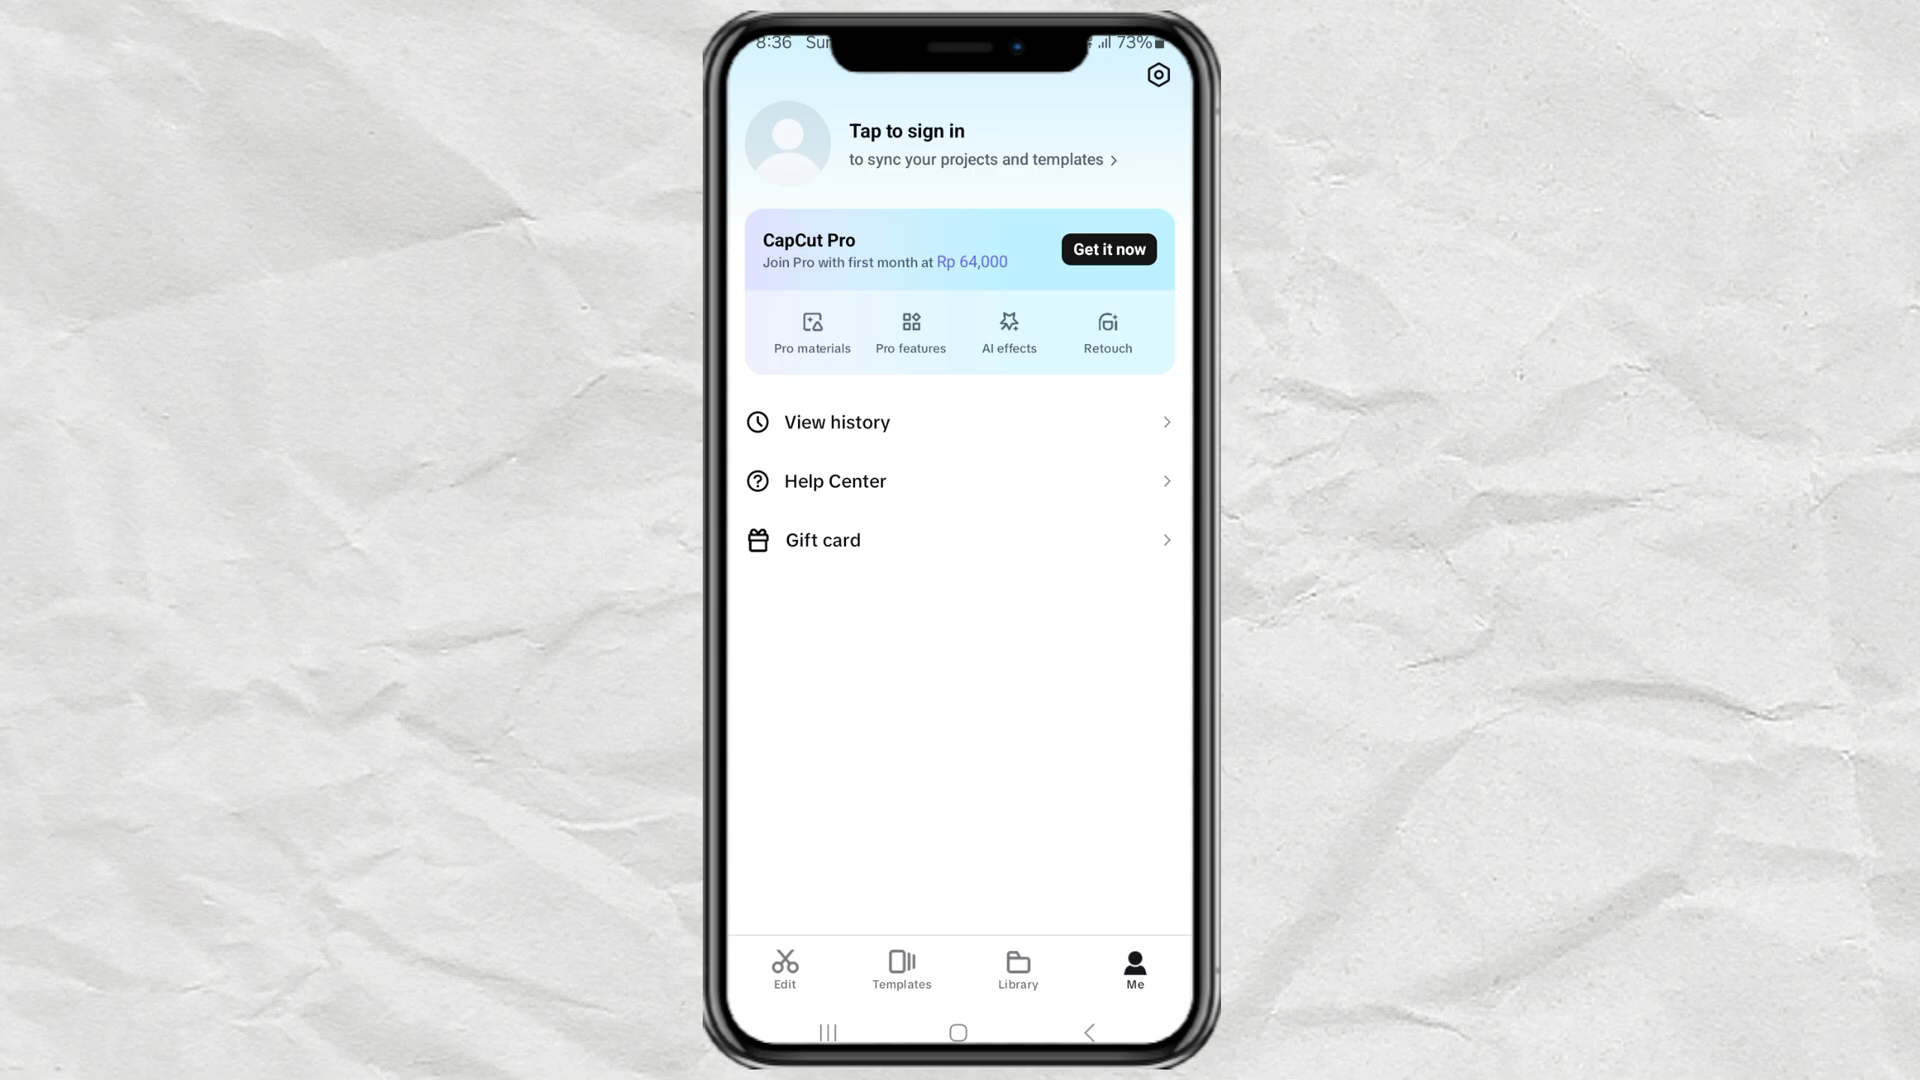 8:36 Sun
73%
Tap to sign in
to sync your projects and templates >
CapCut Pro
Join Pro with first month at Rp 64,000
Get it now
Pro materials
Pro features
AI effects
Retouch
View history
Help Center
Gift card
Edit
Templates
Library
Me